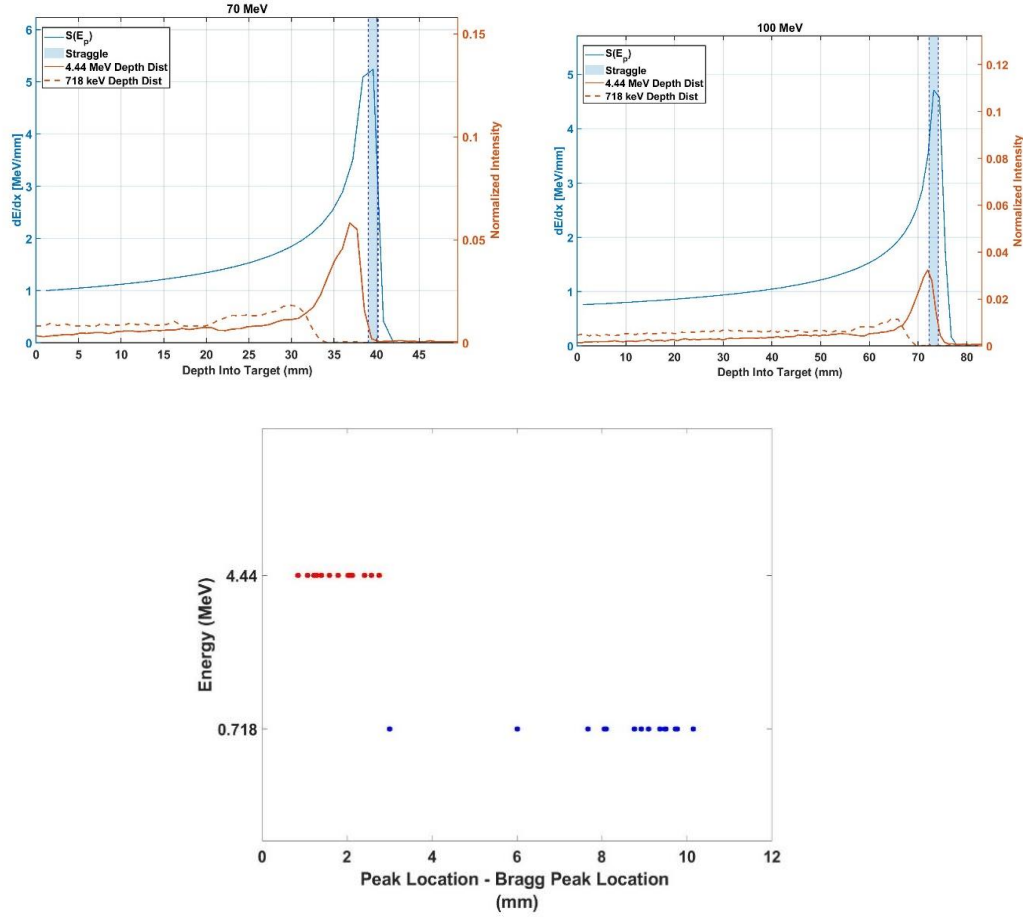 70 MeV
S(Ep)
Straggle
4.44 MeV Depth Dist
718 keV Depth Dist
dE/dx [MeV/mm]
6
5
4
3
2
1
0
0 5 10 15 20 25 30 35 40 45
Depth Into Target (mm)
0.15
0.1
0.05
0
Normalized Intensity
100 MeV
S(Ep)
Straggle
4.44 MeV Depth Dist
718 keV Depth Dist
dE/dx [MeV/mm]
5
4
3
2
1
0
0 10 20 30 40 50 60 70 80
Depth Into Target (mm)
0.12
0.1
0.08
0.06
0.04
0.02
0
Normalized Intensity
Energy (MeV)
4.44
0.718
0 2 4 6 8 10 12
Peak Location - Bragg Peak Location
(mm)